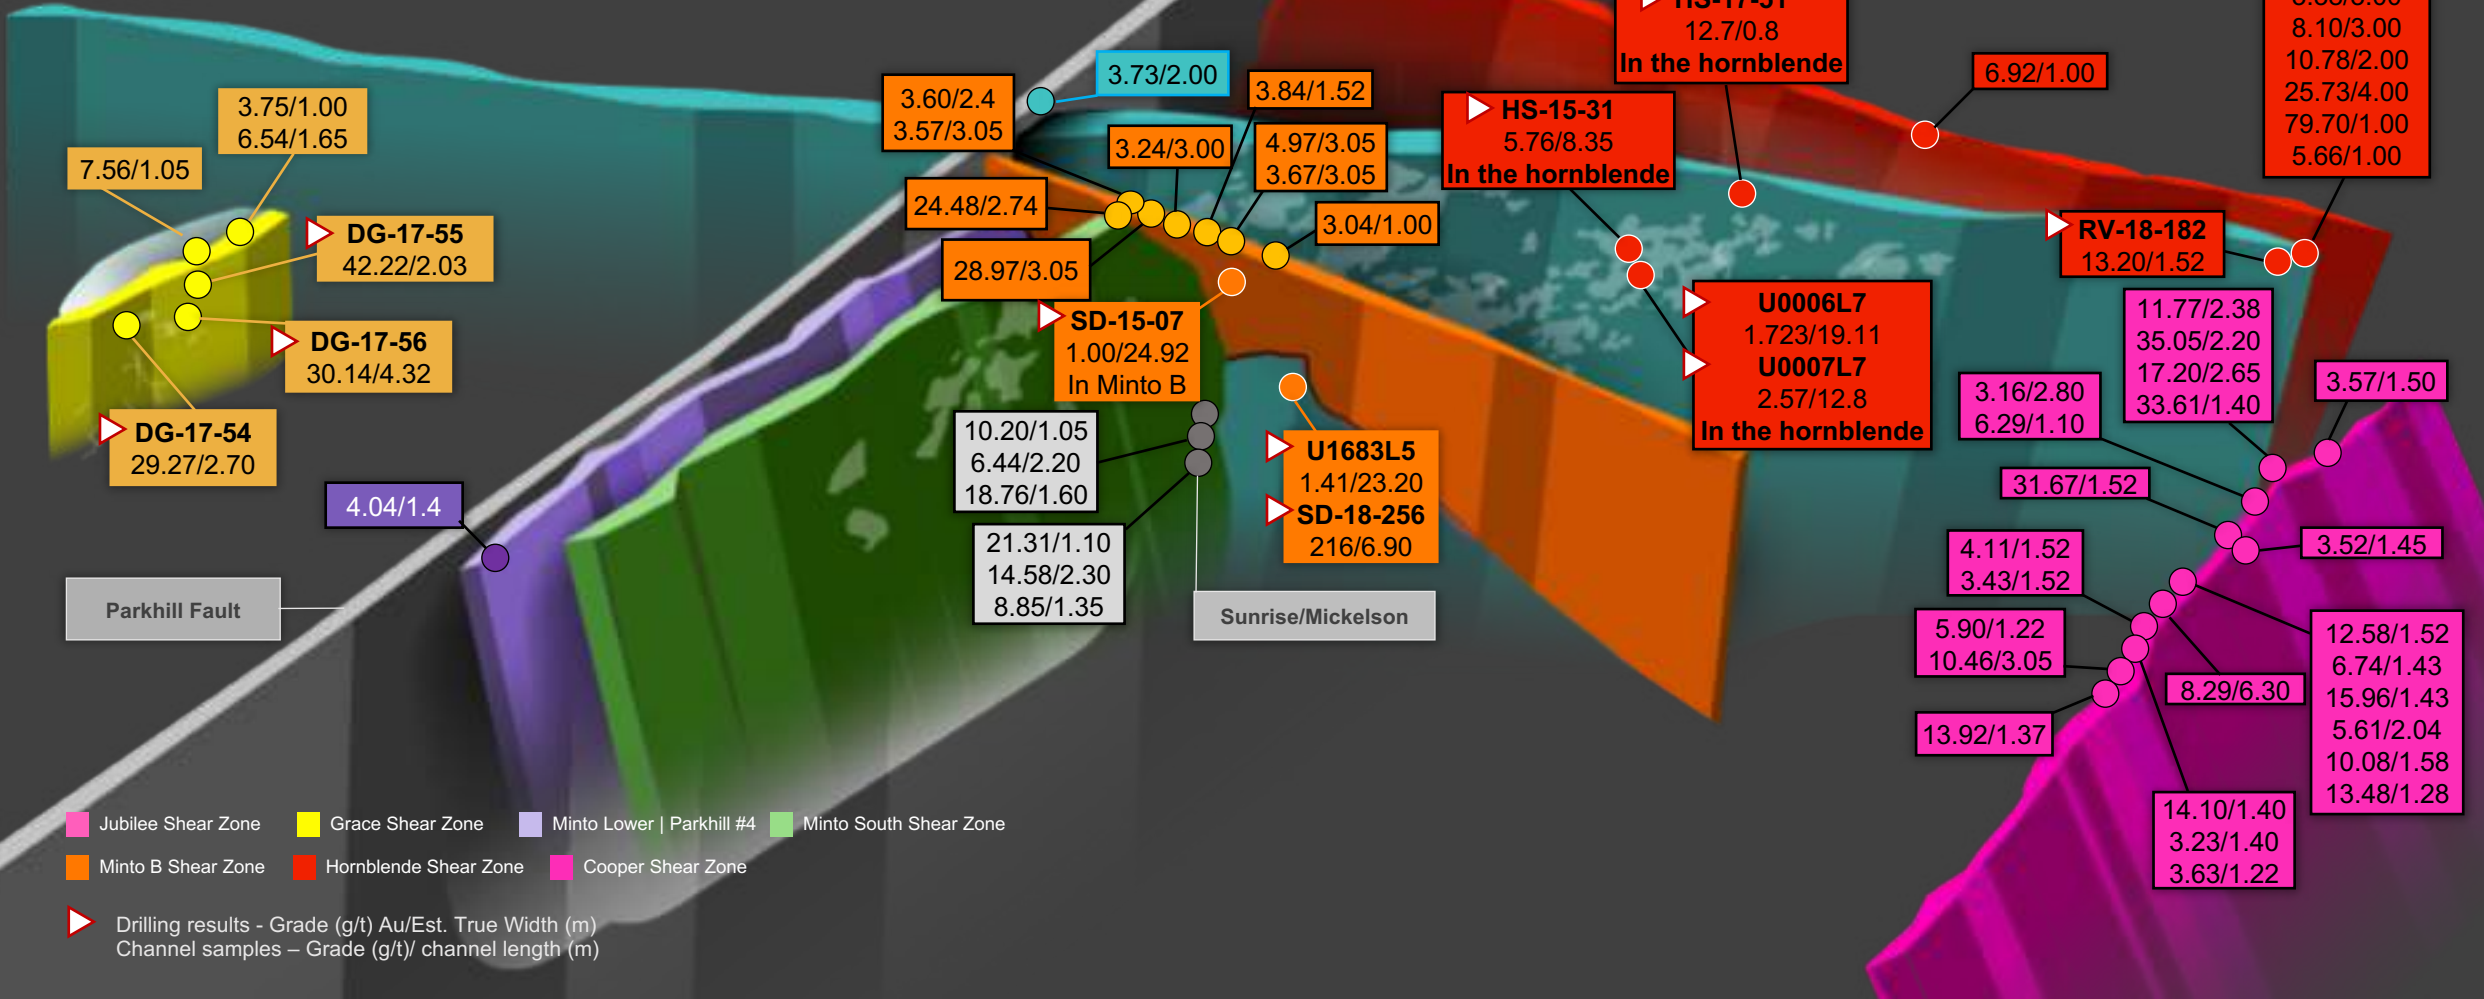 HS-17-51
12.7/0.8
In the hornblende
8.10/3.00
10.78/2.00
25.73/4.00
79.70/1.00
5.66/1.00
3.73/2.00
6.92/1.00
3.60/2.4
3.57/3.05
3.84/1.52
3.75/1.00
6.54/1.65
HS-15-31
5.76/8.35
In the hornblende
3.24/3.00
4.97/3.05
3.67/3.05
7.56/1.05
24.48/2.74
3.04/1.00
DG-17-55
42.22/2.03
RV-18-182
13.20/1.52
28.97/3.05
SD-15-07
1.00/24.92
In Minto B
U0006L7
1.723/19.11
U0007L7
2.57/12.8
In the hornblende
11.77/2.38
35.05/2.20
17.20/2.65
33.61/1.40
DG-17-56
30.14/4.32
3.57/1.50
3.16/2.80
6.29/1.10
DG-17-54
29.27/2.70
10.20/1.05
6.44/2.20
18.76/1.60
U1683L5
1.41/23.20
SD-18-256
216/6.90
31.67/1.52
4.04/1.4
21.31/1.10
14.58/2.30
8.85/1.35
4.11/1.52
3.43/1.52
3.52/1.45
Parkhill Fault
Sunrise/Mickelson
5.90/1.22
10.46/3.05
12.58/1.52
6.74/1.43
15.96/1.43
5.61/2.04
10.08/1.58
13.48/1.28
8.29/6.30
13.92/1.37
14.10/1.40
3.23/1.40
3.63/1.22
Jubilee Shear Zone
Grace Shear Zone
Minto Lower | Parkhill #4
Minto South Shear Zone
Minto B Shear Zone
Hornblende Shear Zone
Cooper Shear Zone
Drilling results - Grade (g/t) Au/Est. True Width (m)
Channel samples – Grade (g/t)/ channel length (m)